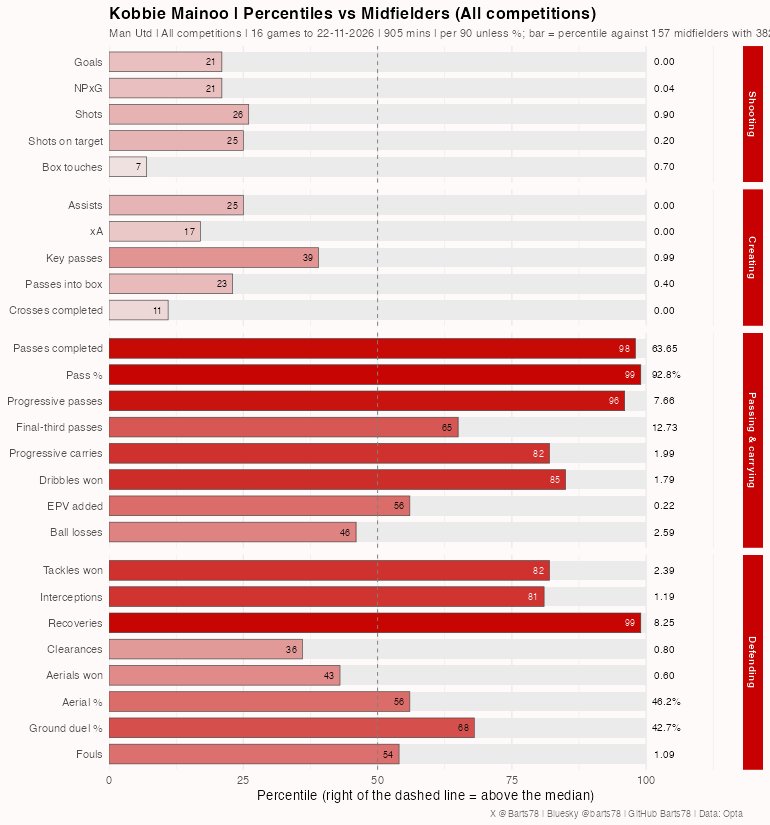 Kobbie Mainoo | Percentiles vs Midfielders (All competitions)
Man Utd | All competitions | 16 games to 22-11-2026 | 905 mins | per 90 unless %; bar = percentile against 157 midfielders with 382
Goals 21 0.00
NPxG 21 0.04
Shots 26 0.90
Shots on target 25 0.20
Box touches 7 0.70
Shooting
Assists 25 0.00
xA 17 0.00
Key passes 39 0.99
Passes into box 23 0.40
Crosses completed 11 0.00
Creating
Passes completed 98 63.65
Pass % 99 92.8%
Progressive passes 96 7.66
Final-third passes 65 12.73
Progressive carries 82 1.99
Dribbles won 85 1.79
EPV added 56 0.22
Ball losses 46 2.59
Passing & carrying
Tackles won 82 2.39
Interceptions 81 1.19
Recoveries 99 8.25
Clearances 36 0.80
Aerials won 43 0.60
Aerial % 56 46.2%
Ground duel % 68 42.7%
Fouls 54 1.09
Defending
0 25 50 75 100
Percentile (right of the dashed line = above the median)
X @Barts78 | Bluesky @barts78 | GitHub Barts78 | Data: Opta